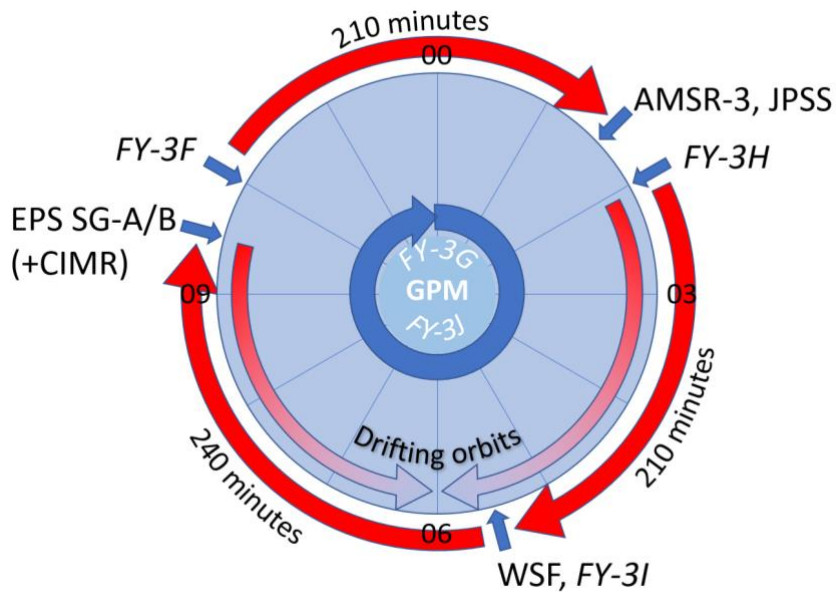 210 minutes
00
AMSR-3, JPSS
FY-3F
FY-3H
EPS SG-A/B
(+CIMR)
FY-3G
GPM
FY-3J
09
03
Drifting orbits
240 minutes
210 minutes
06
WSF, FY-3I